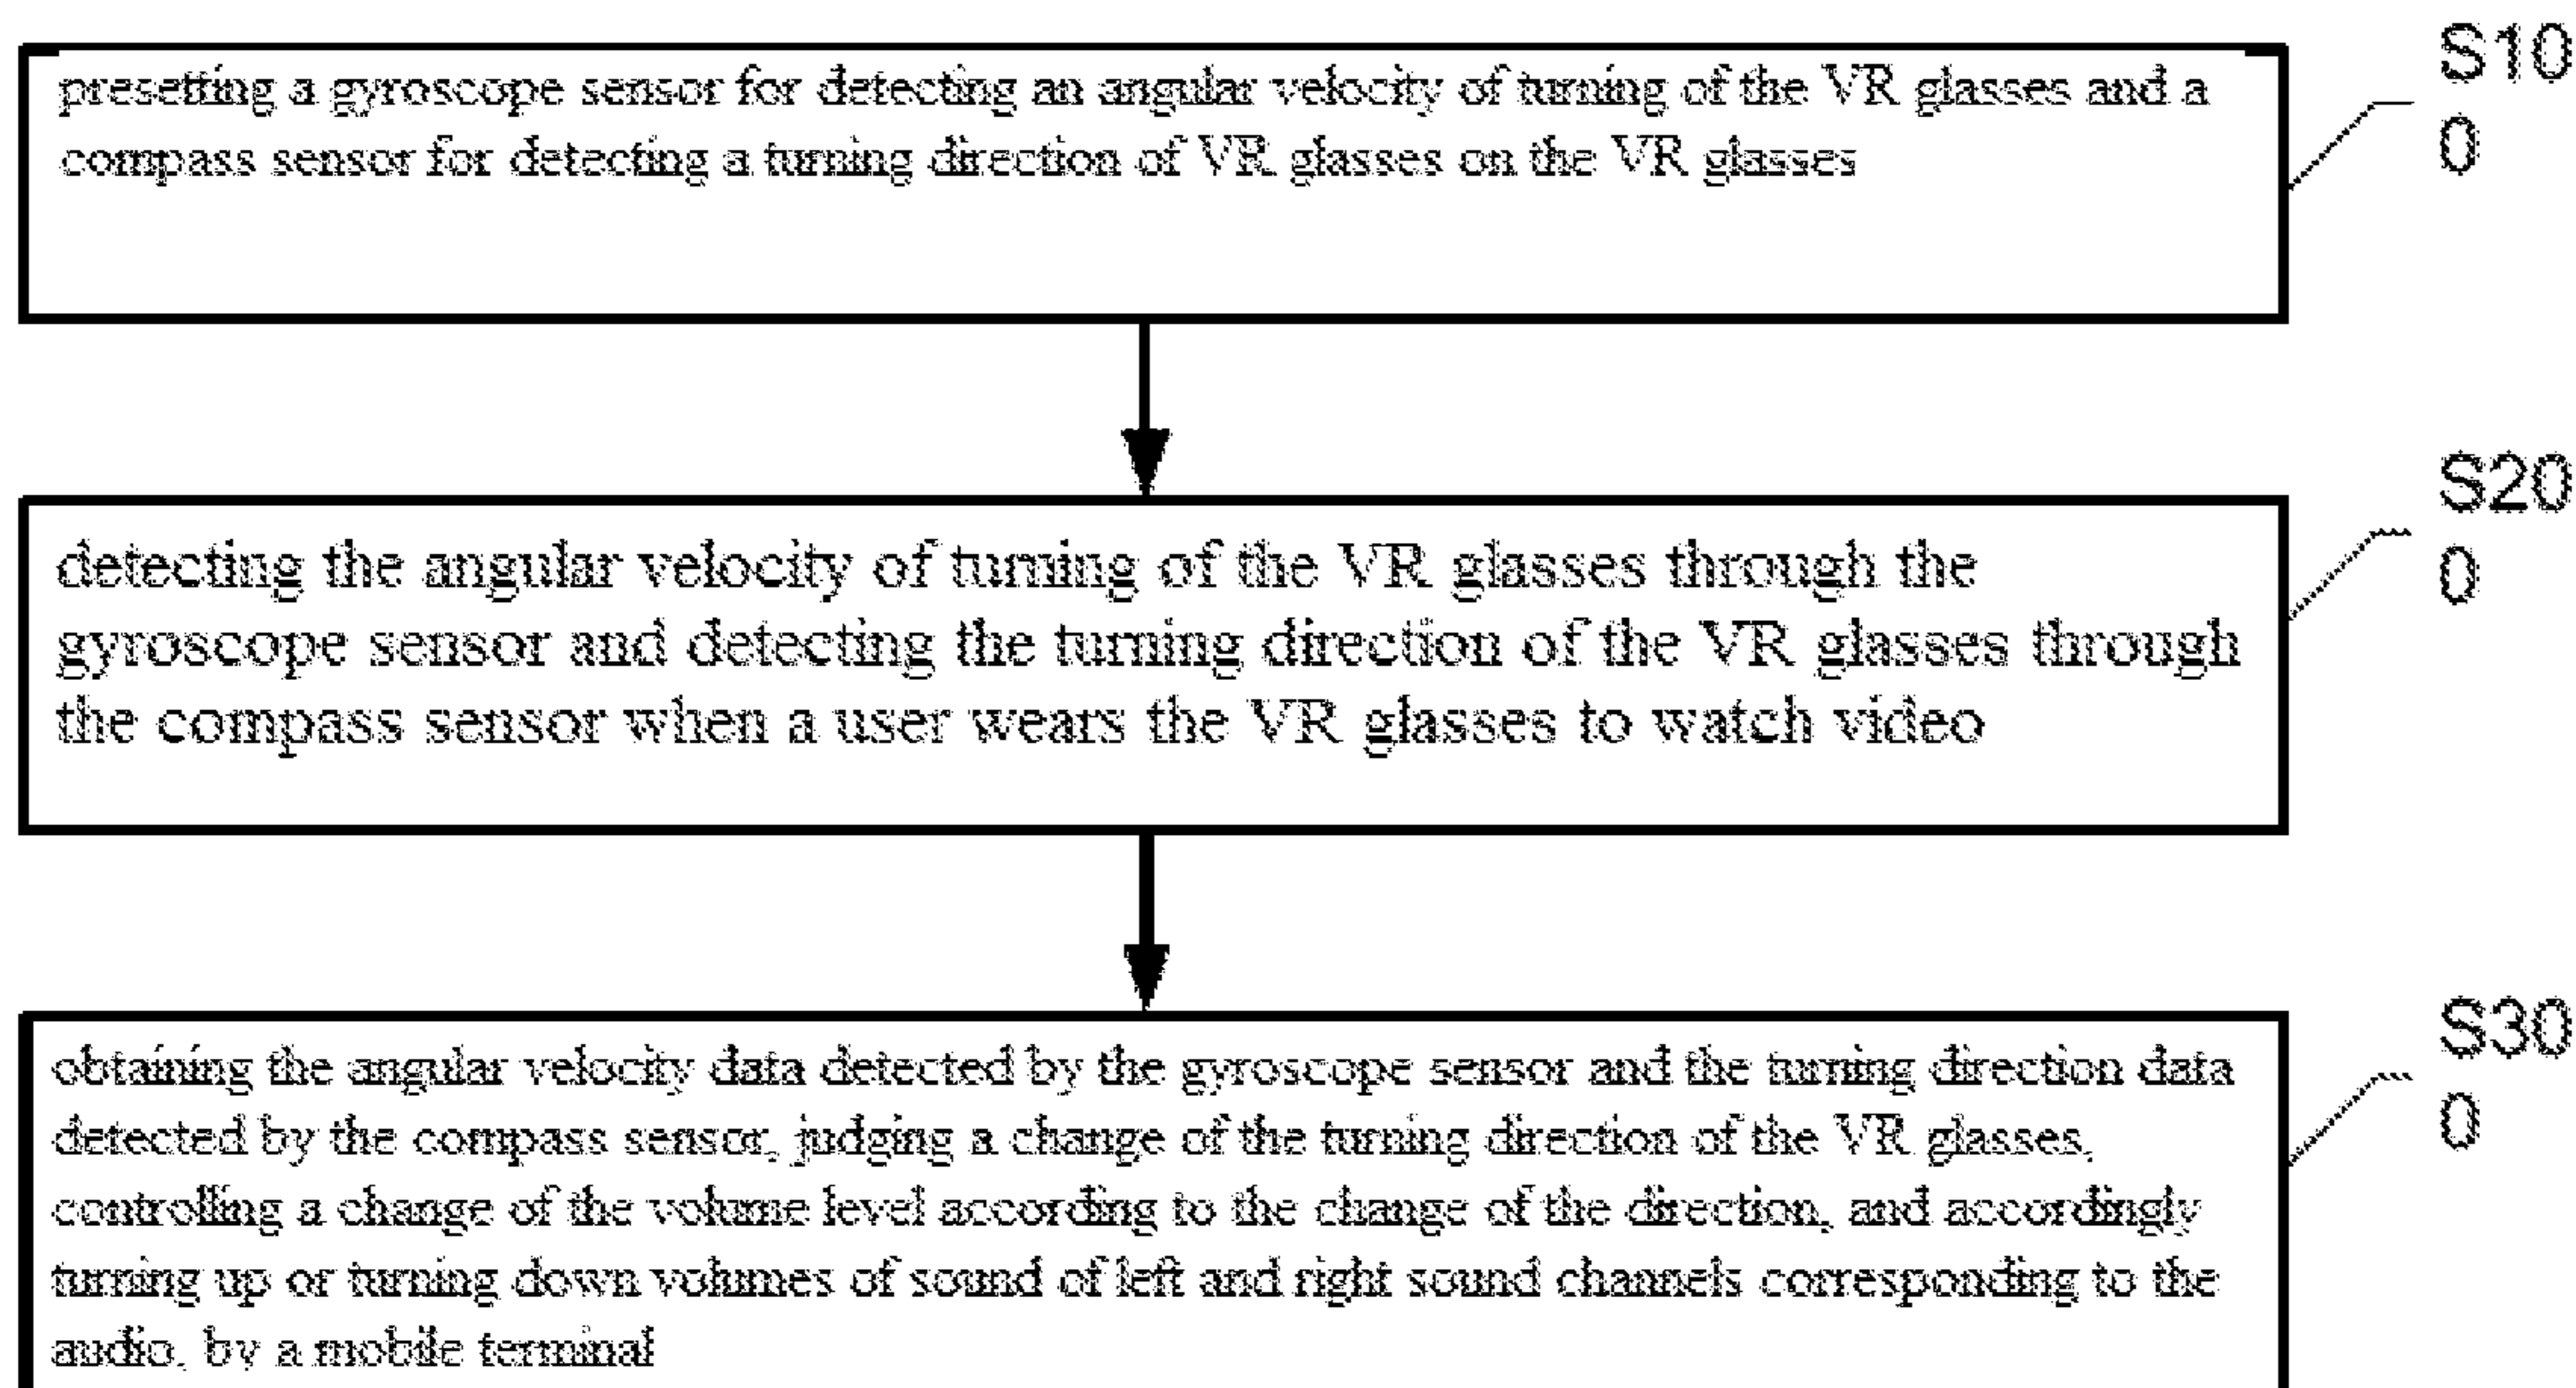 presetting a gyroscope sensor for detecting an angular velocity of turning of the VR glasses and a
compass sensor for detecting a turning direction of VR glasses on the VR glasses
S10
0
detecting the angular velocity of turning of the VR glasses through the
gyroscope sensor and detecting the turning direction of the VR glasses through
the compass sensor when a user wears the VR glasses to watch video
S20
0
obtaining the angular velocity data detected by the gyroscope sensor and the turning direction data
detected by the compass sensor, judging a change of the turning direction of the VR glasses,
controlling a change of the volume level according to the change of the direction, and accordingly
turning up or turning down volumes of sound of left and right sound channels corresponding to the
audio, by a mobile terminal
S30
0